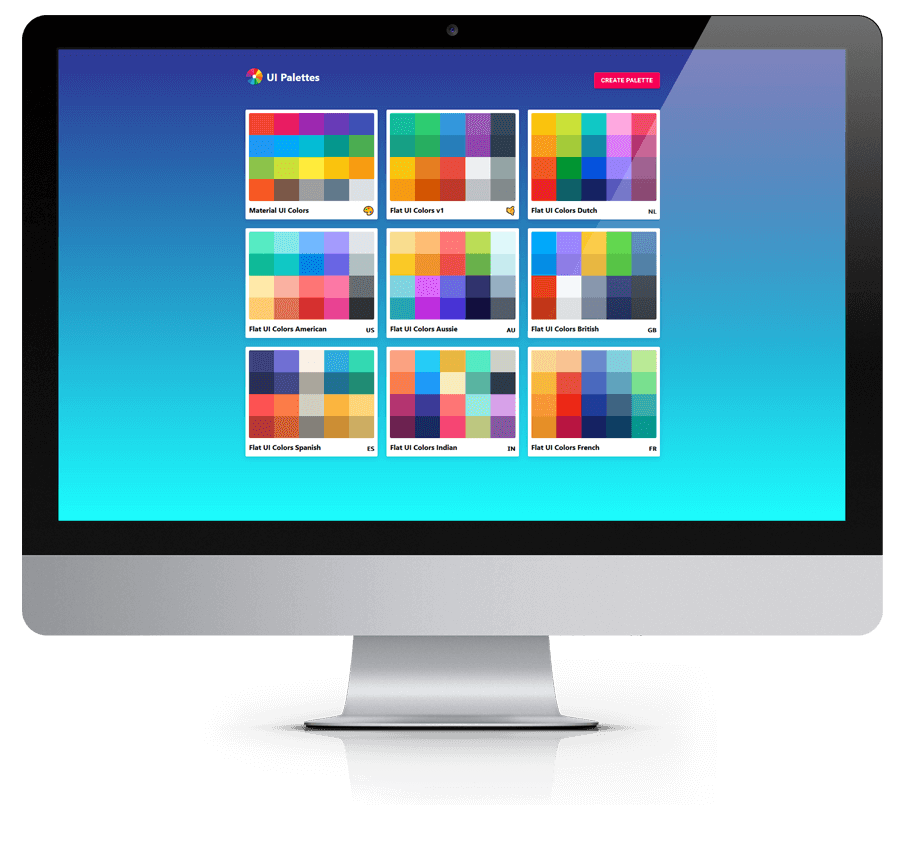 UI Palettes
CREATE PALETTE
Material UI Colors
Flat UI Colors v1
Flat UI Colors Dutch NL
Flat UI Colors American US
Flat UI Colors Aussie AU
Flat UI Colors British GB
Flat UI Colors Spanish ES
Flat UI Colors Indian IN
Flat UI Colors French FR